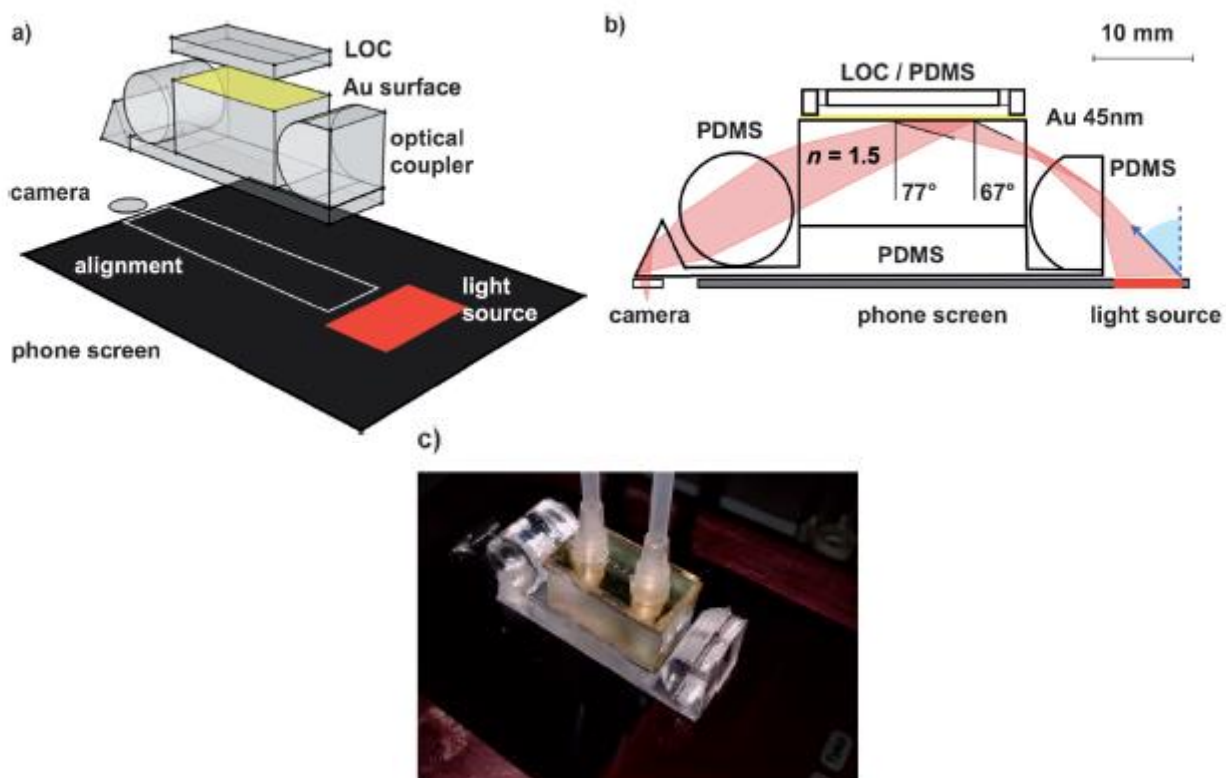 a)
LOC
Au surface
optical
coupler
camera
alignment
light
source
phone screen
b)
10 mm
LOC / PDMS
PDMS
Au 45nm
n = 1.5
PDMS
77°
67°
PDMS
camera
phone screen
light source
c)